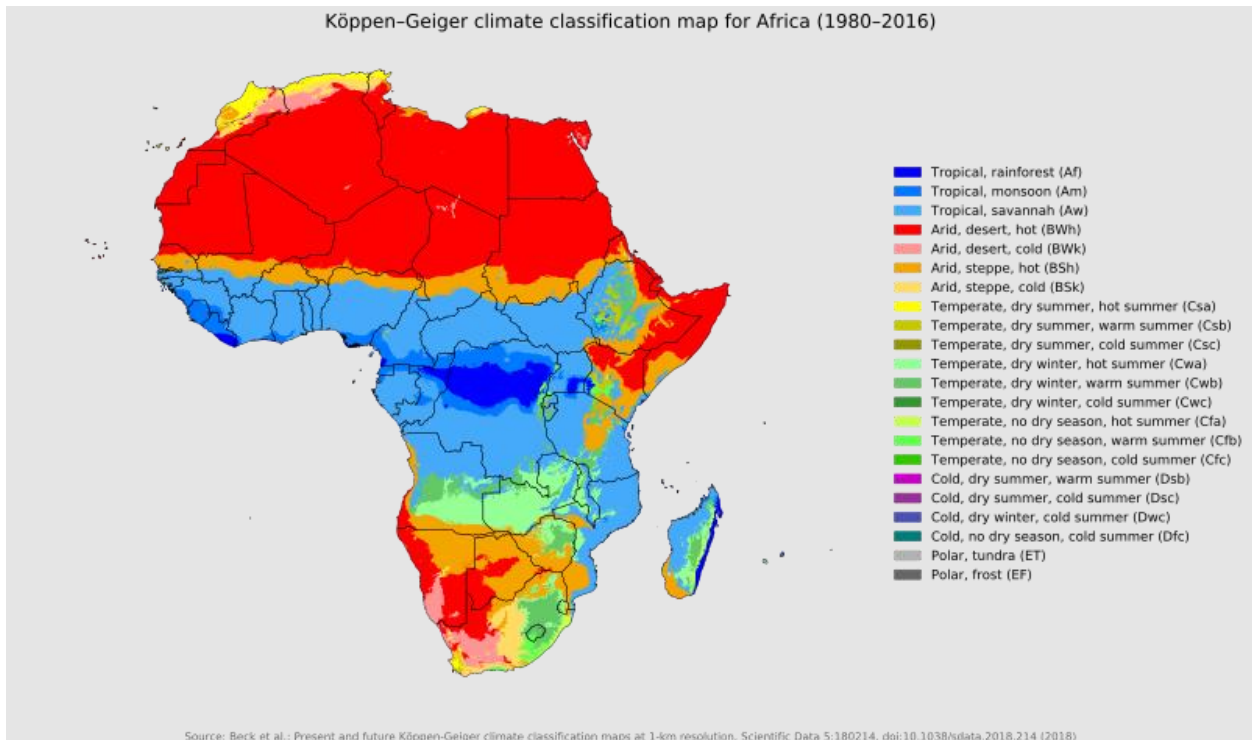 Köppen–Geiger climate classification map for Africa (1980–2016)
Tropical, rainforest (Af)
Tropical, monsoon (Am)
Tropical, savannah (Aw)
Arid, desert, hot (BWh)
Arid, desert, cold (BWk)
Arid, steppe, hot (BSh)
Arid, steppe, cold (BSk)
Temperate, dry summer, hot summer (Csa)
Temperate, dry summer, warm summer (Csb)
Temperate, dry summer, cold summer (Csc)
Temperate, dry winter, hot summer (Cwa)
Temperate, dry winter, warm summer (Cwb)
Temperate, dry winter, cold summer (Cwc)
Temperate, no dry season, hot summer (Cfa)
Temperate, no dry season, warm summer (Cfb)
Temperate, no dry season, cold summer (Cfc)
Cold, dry summer, warm summer (Dsb)
Cold, dry summer, cold summer (Dsc)
Cold, dry winter, cold summer (Dwc)
Cold, no dry season, cold summer (Dfc)
Polar, tundra (ET)
Polar, frost (EF)
Source: Beck et al.: Present and future Köppen-Geiger climate classification maps at 1-km resolution, Scientific Data 5:180214, doi:10.1038/sdata.2018.214 (2018)